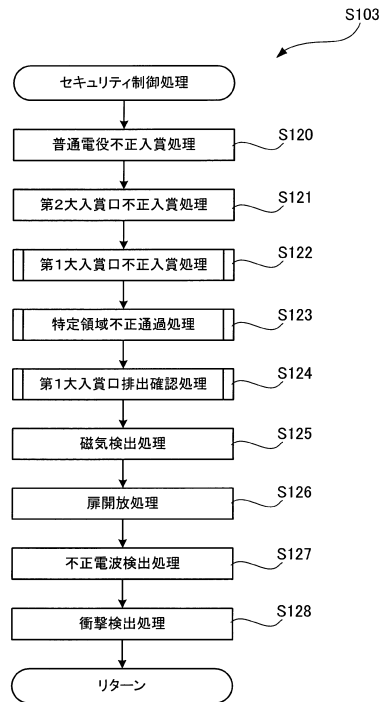 S103
セキュリティ制御処理
普通電役不正入賞処理
S120
第2大入賞口不正入賞処理
S121
第1大入賞口不正入賞処理
S122
特定領域不正通過処理
S123
第1大入賞口排出確認処理
S124
磁気検出処理
S125
扉開放処理
S126
不正電波検出処理
S127
衝撃検出処理
S128
リターン